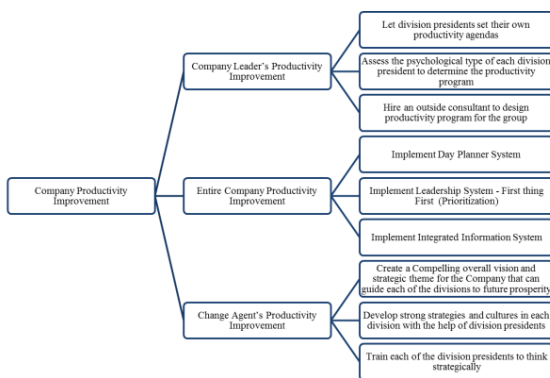 Let division presidents set their own
productivity agendas
Company Leader's Productivity
Improvement
Assess the psychological type of each division
president to determine the productivity
program
Hire an outside consultant to design
productivity program for the group
Company Productivity
Improvement
Entire Company Productivity
Improvement
Implement Day Planner System
Implement Leadership System - First thing
First (Prioritization)
Implement Integrated Information System
Change Agent's Productivity
Improvement
Create a Compelling overall vision and
strategic theme for the Company that can
guide each of the divisions to future prosperity
Develop strong strategies and cultures in each
division with the help of division presidents
Train each of the division presidents to think
strategically